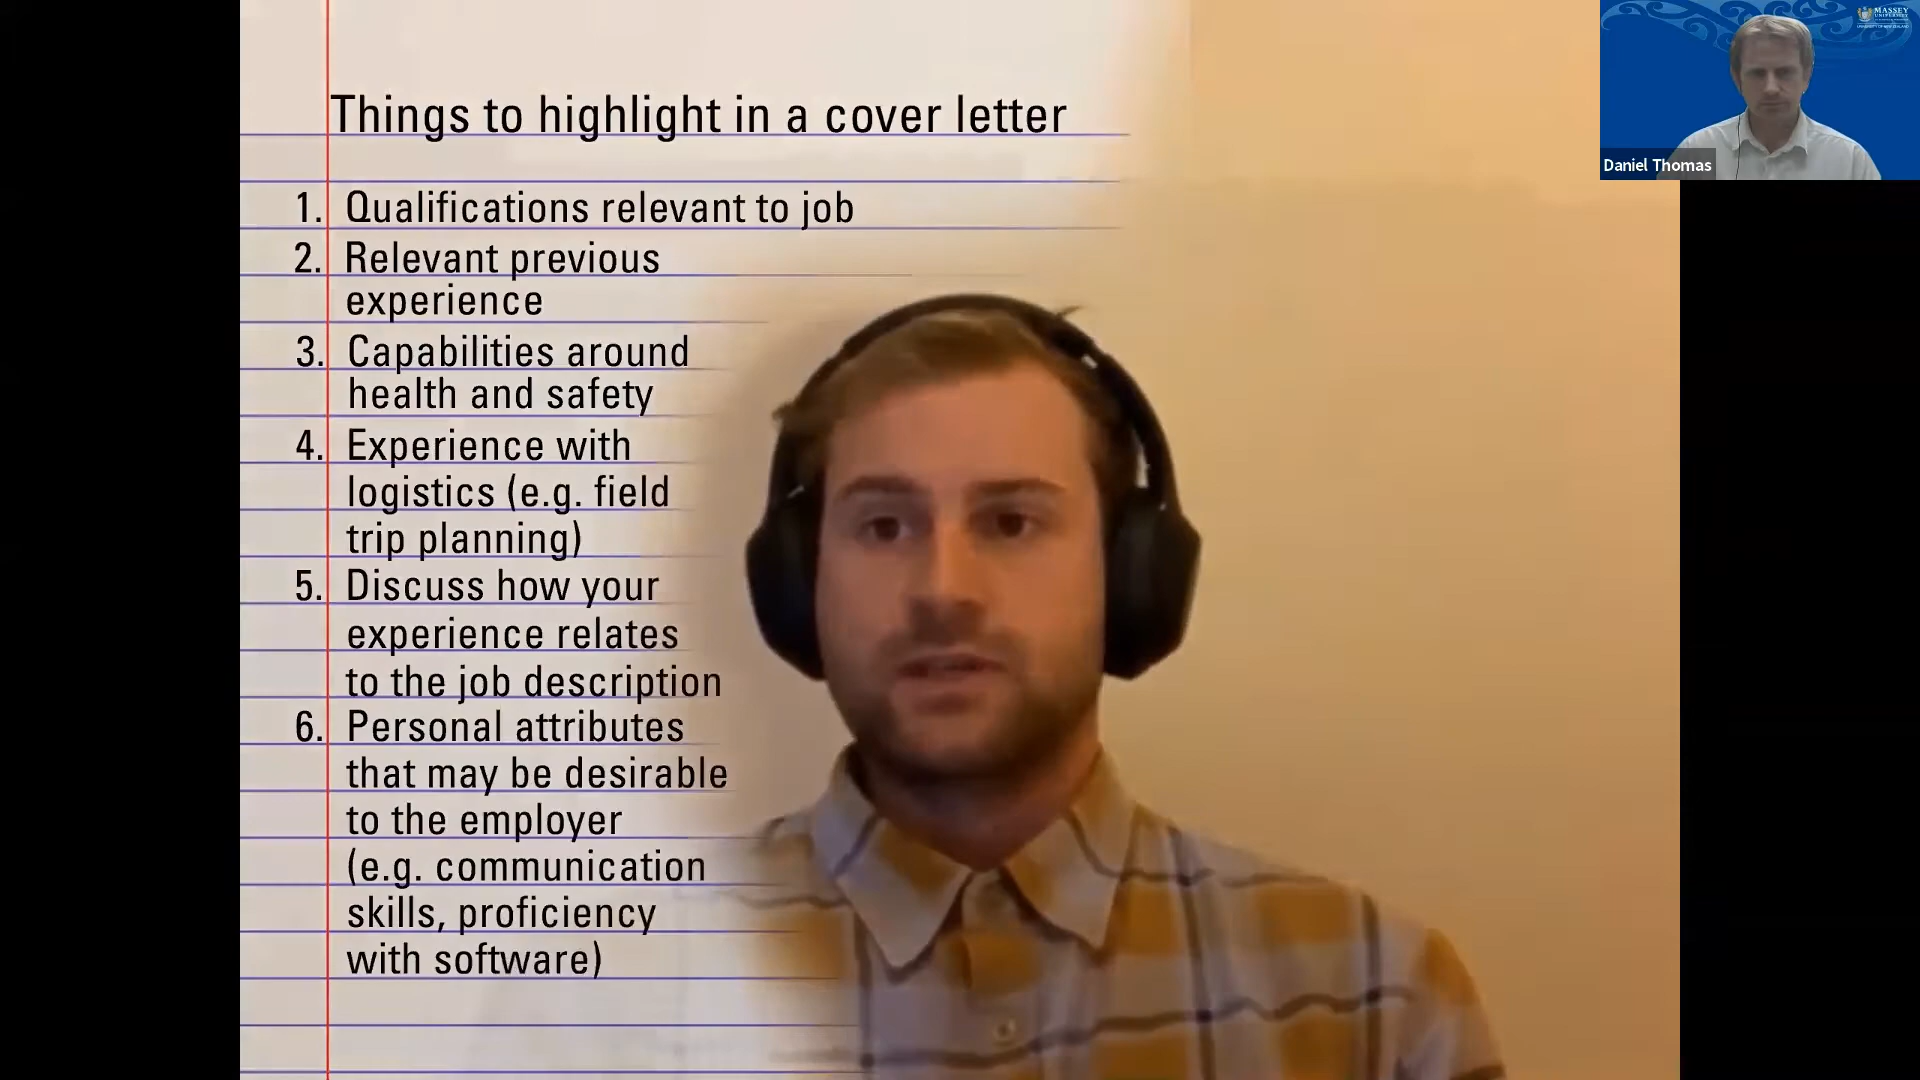 Things to highlight in a cover letter
1. Qualifications relevant to job
2. Relevant previous
experience
3. Capabilities around
health and safety
4. Experience with
logistics (e.g. field
trip planning)
5. Discuss how your
experience relates
to the job description
6. Personal attributes
that may be desirable
to the employer
(e.g. communication
skills, proficiency
with software)
MASSEY
UNIVERSITY
Daniel Thomas